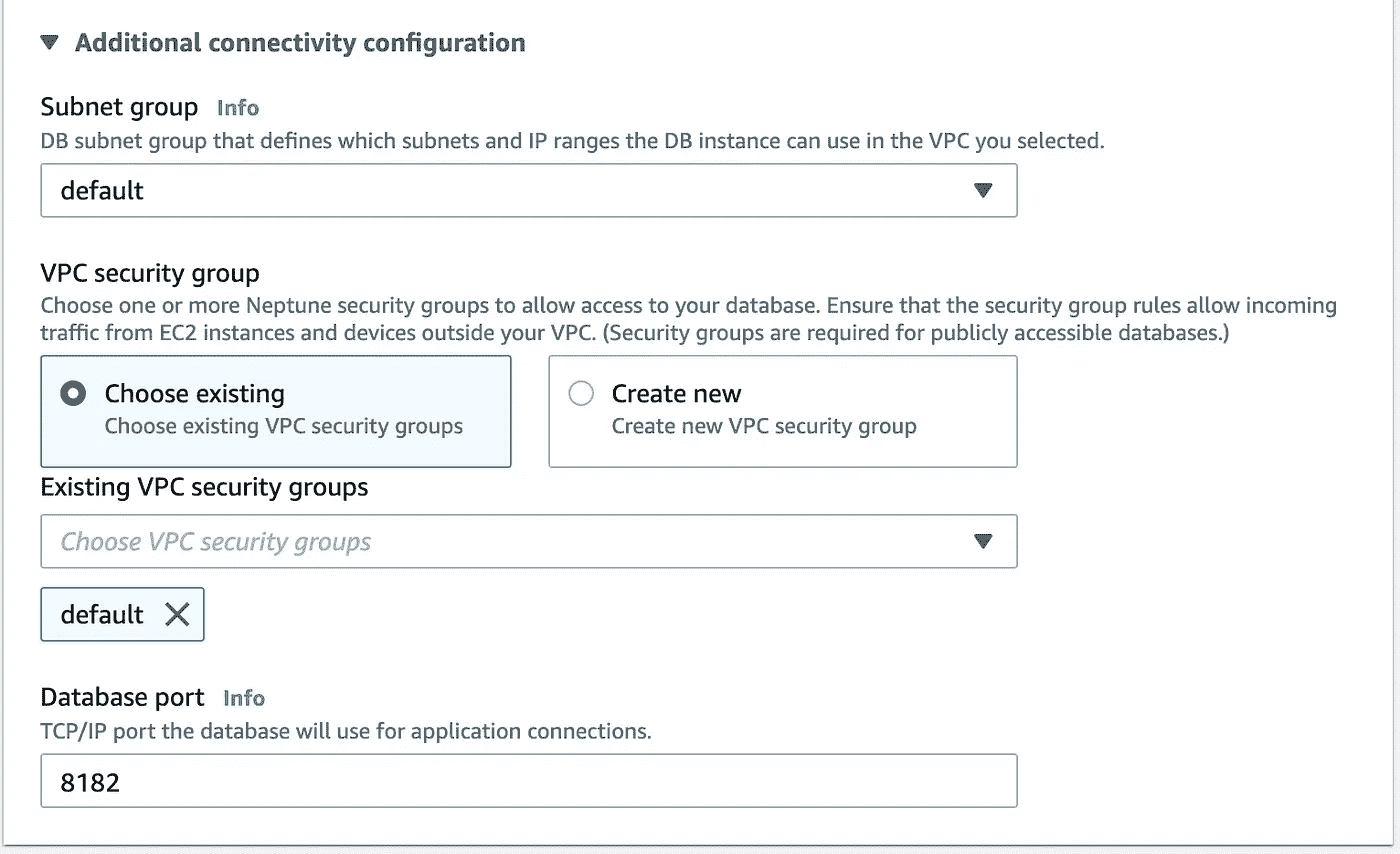 Additional connectivity configuration
Subnet group Info
DB subnet group that defines which subnets and IP ranges the DB instance can use in the VPC you selected.
default
VPC security group
Choose one or more Neptune security groups to allow access to your database. Ensure that the security group rules allow incoming
traffic from EC2 instances and devices outside your VPC. (Security groups are required for publicly accessible databases.)
Choose existing
Choose existing VPC security groups
Create new
Create new VPC security group
Existing VPC security groups
Choose VPC security groups
default
Database port Info
TCP/IP port the database will use for application connections.
8182